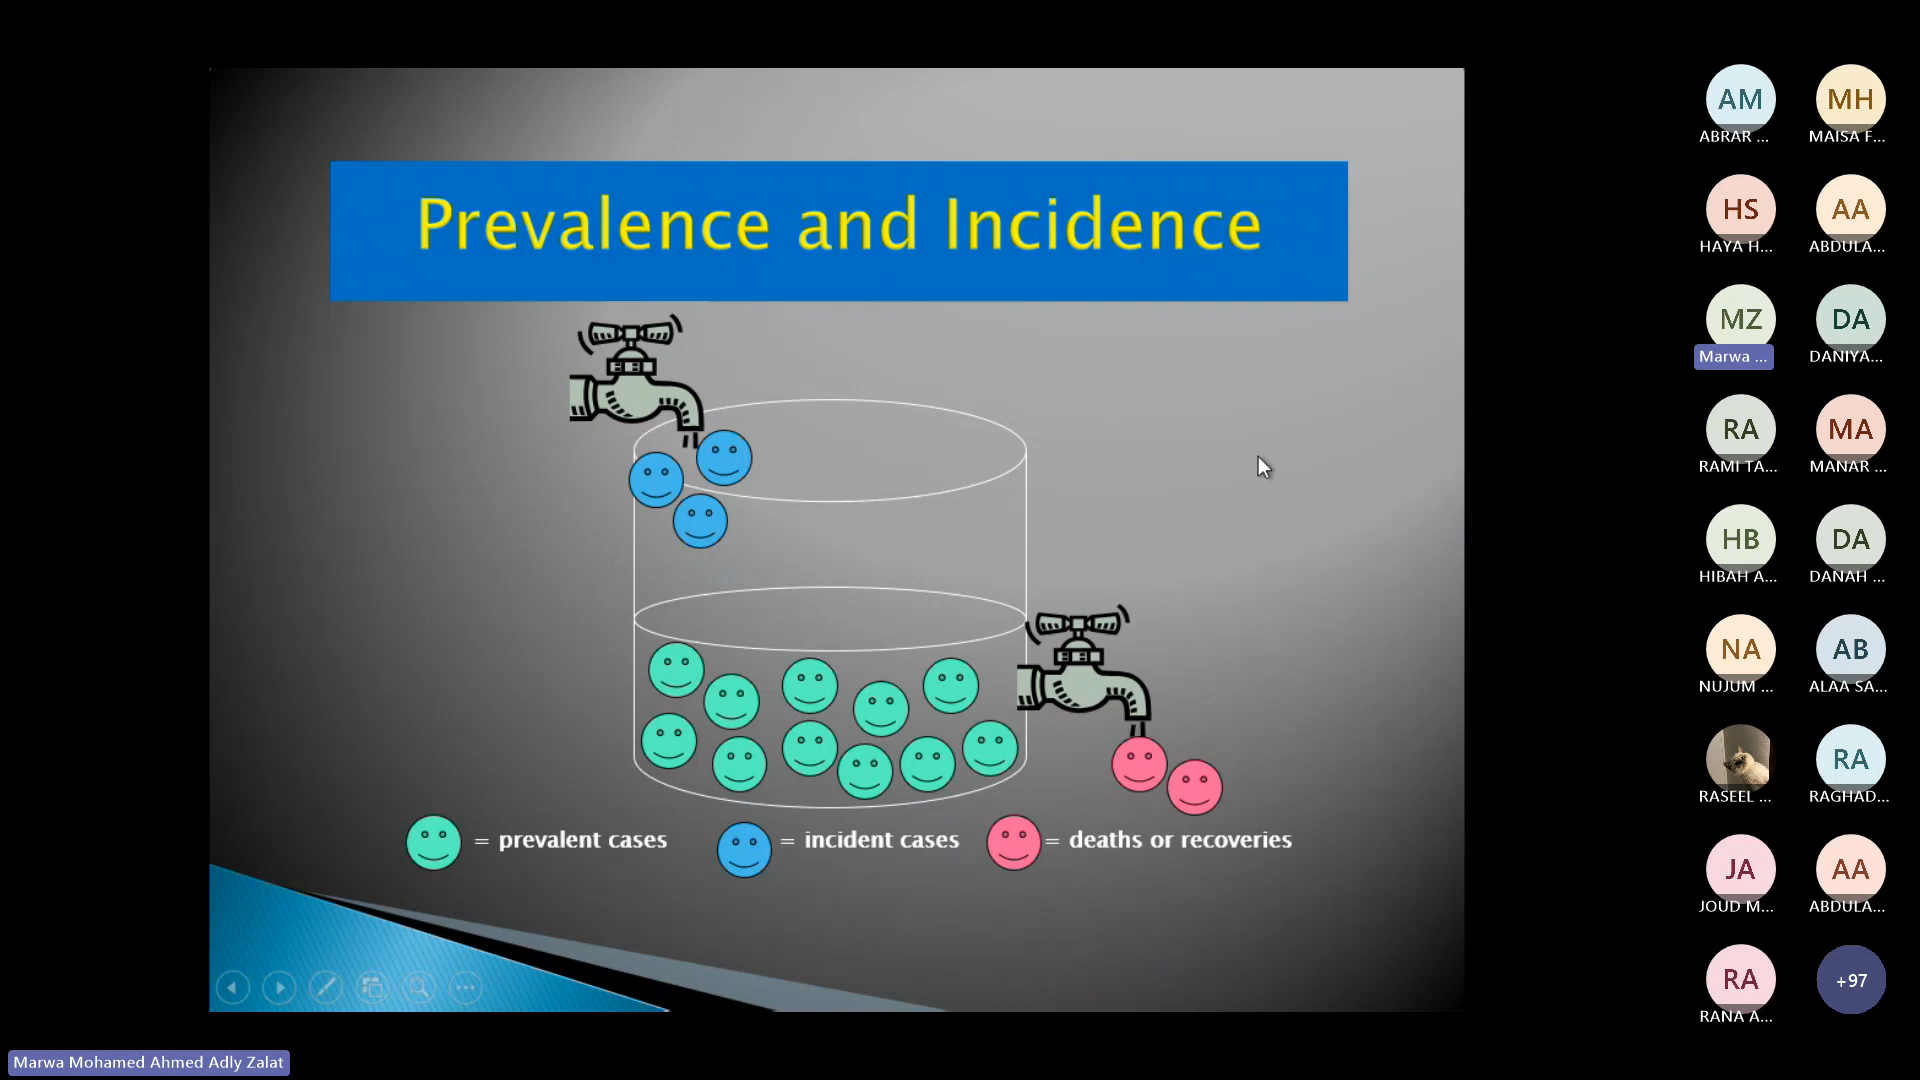 Prevalence and Incidence
= prevalent cases
= incident cases
= deaths or recoveries
AM
ABRAR ...
MH
MAISA F...
HS
HAYA H...
AA
ABDULA...
MZ
Marwa ...
DA
DANIYA...
RA
RAMI TA...
MA
MANAR ...
HB
HIBAH A...
DA
DANAH ...
NA
NUJUM ...
AB
ALAA SA...
RASEEL ...
RA
RAGHAD...
JA
JOUD M...
AA
ABDULA...
RA
RANA A...
+97
Marwa Mohamed Ahmed Adly Zalat